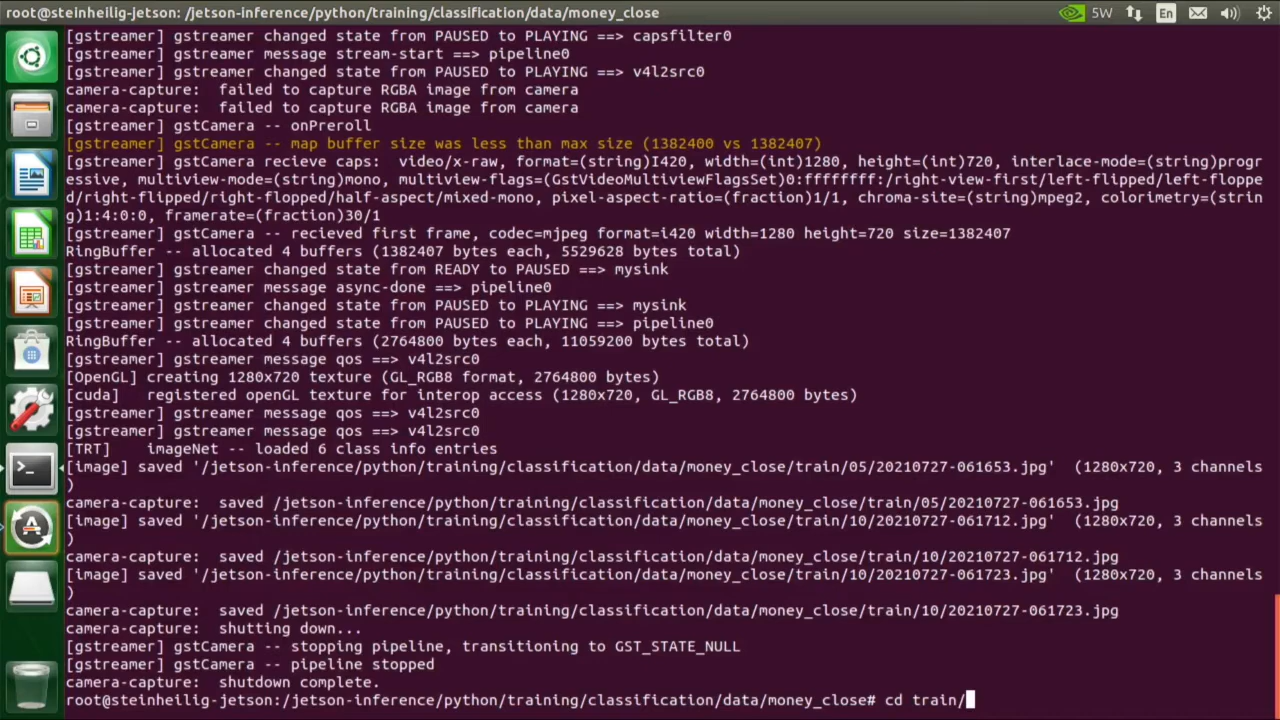 root@steinheilig-jetson: /jetson-inference/python/training/classification/data/money_close
5W
En
[gstreamer] gstreamer changed state from PAUSED to PLAYING ==> capsfilter0
[gstreamer] gstreamer message stream-start ==> pipeline0
[gstreamer] gstreamer changed state from PAUSED to PLAYING ==> v4l2src0
camera-capture:  failed to capture RGBA image from camera
camera-capture:  failed to capture RGBA image from camera
[gstreamer] gstCamera -- onPreroll
[gstreamer] gstCamera -- map buffer size was less than max size (1382400 vs 1382407)
[gstreamer] gstCamera recieve caps:  video/x-raw, format=(string)I420, width=(int)1280, height=(int)720, interlace-mode=(string)progr
essive, multiview-mode=(string)mono, multiview-flags=(GstVideoMultiviewFlagsSet)0:ffffffff:/right-view-first/left-flipped/left-floppe
d/right-flipped/right-flopped/half-aspect/mixed-mono, pixel-aspect-ratio=(fraction)1/1, chroma-site=(string)mpeg2, colorimetry=(strin
g)1:4:0:0, framerate=(fraction)30/1
[gstreamer] gstCamera -- recieved first frame, codec=mjpeg format=i420 width=1280 height=720 size=1382407
RingBuffer -- allocated 4 buffers (1382407 bytes each, 5529628 bytes total)
[gstreamer] gstreamer changed state from READY to PAUSED ==> mysink
[gstreamer] gstreamer message async-done ==> pipeline0
[gstreamer] gstreamer changed state from PAUSED to PLAYING ==> mysink
[gstreamer] gstreamer changed state from PAUSED to PLAYING ==> pipeline0
RingBuffer -- allocated 4 buffers (2764800 bytes each, 11059200 bytes total)
[gstreamer] gstreamer message qos ==> v4l2src0
[OpenGL] creating 1280x720 texture (GL_RGB8 format, 2764800 bytes)
[cuda]   registered openGL texture for interop access (1280x720, GL_RGB8, 2764800 bytes)
[gstreamer] gstreamer message qos ==> v4l2src0
[gstreamer] gstreamer message qos ==> v4l2src0
[TRT]    imageNet -- loaded 6 class info entries
[image] saved '/jetson-inference/python/training/classification/data/money_close/train/05/20210727-061653.jpg'  (1280x720, 3 channels
)
camera-capture:  saved /jetson-inference/python/training/classification/data/money_close/train/05/20210727-061653.jpg
[image] saved '/jetson-inference/python/training/classification/data/money_close/train/10/20210727-061712.jpg'  (1280x720, 3 channels
)
camera-capture:  saved /jetson-inference/python/training/classification/data/money_close/train/10/20210727-061712.jpg
[image] saved '/jetson-inference/python/training/classification/data/money_close/train/10/20210727-061723.jpg'  (1280x720, 3 channels
)
camera-capture:  saved /jetson-inference/python/training/classification/data/money_close/train/10/20210727-061723.jpg
camera-capture:  shutting down...
[gstreamer] gstCamera -- stopping pipeline, transitioning to GST_STATE_NULL
[gstreamer] gstCamera -- pipeline stopped
camera-capture:  shutdown complete.
root@steinheilig-jetson:/jetson-inference/python/training/classification/data/money_close# cd train/